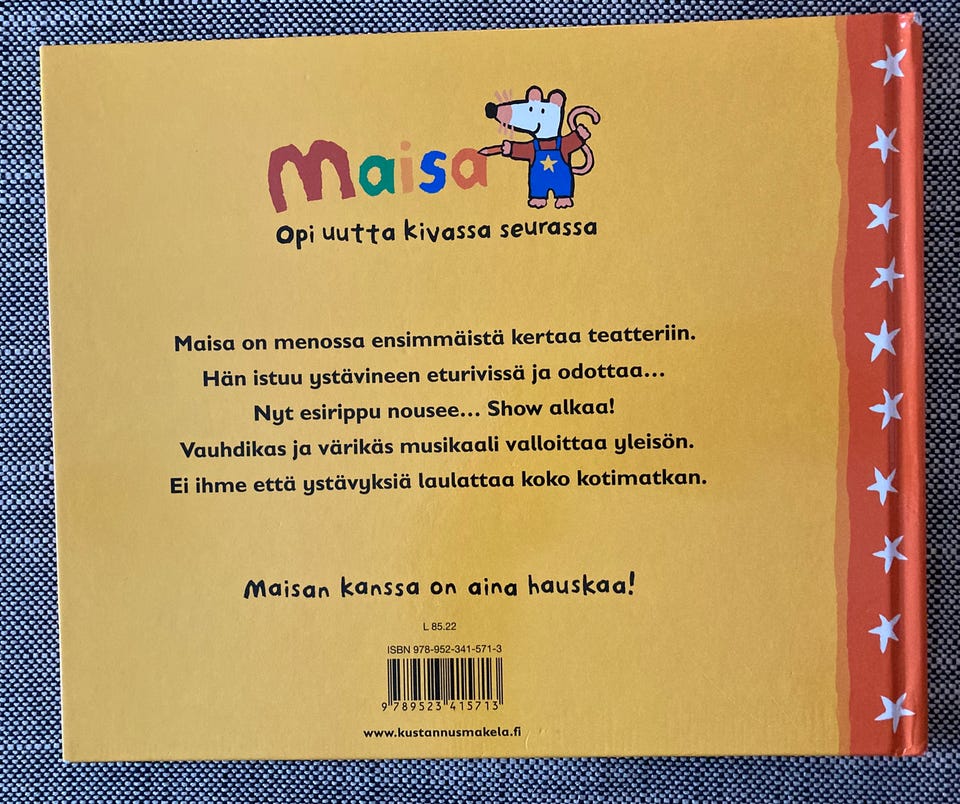 Maisa
Opi uutta kivassa seurassa
Maisa on menossa ensimmäistä kertaa teatteriin.
Hän istuu ystävineen eturivissä ja odottaa...
Nyt esirippu nousee... Show alkaa!
Vauhdikas ja värikäs musikaali valloittaa yleisön.
Ei ihme että ystävyksiä laulattaa koko kotimatkan.
Maisan kanssa on aina hauskaa!
L 85.22
ISBN 978-952-341-571-3
9 789523 415713
www.kustannusmakela.fi